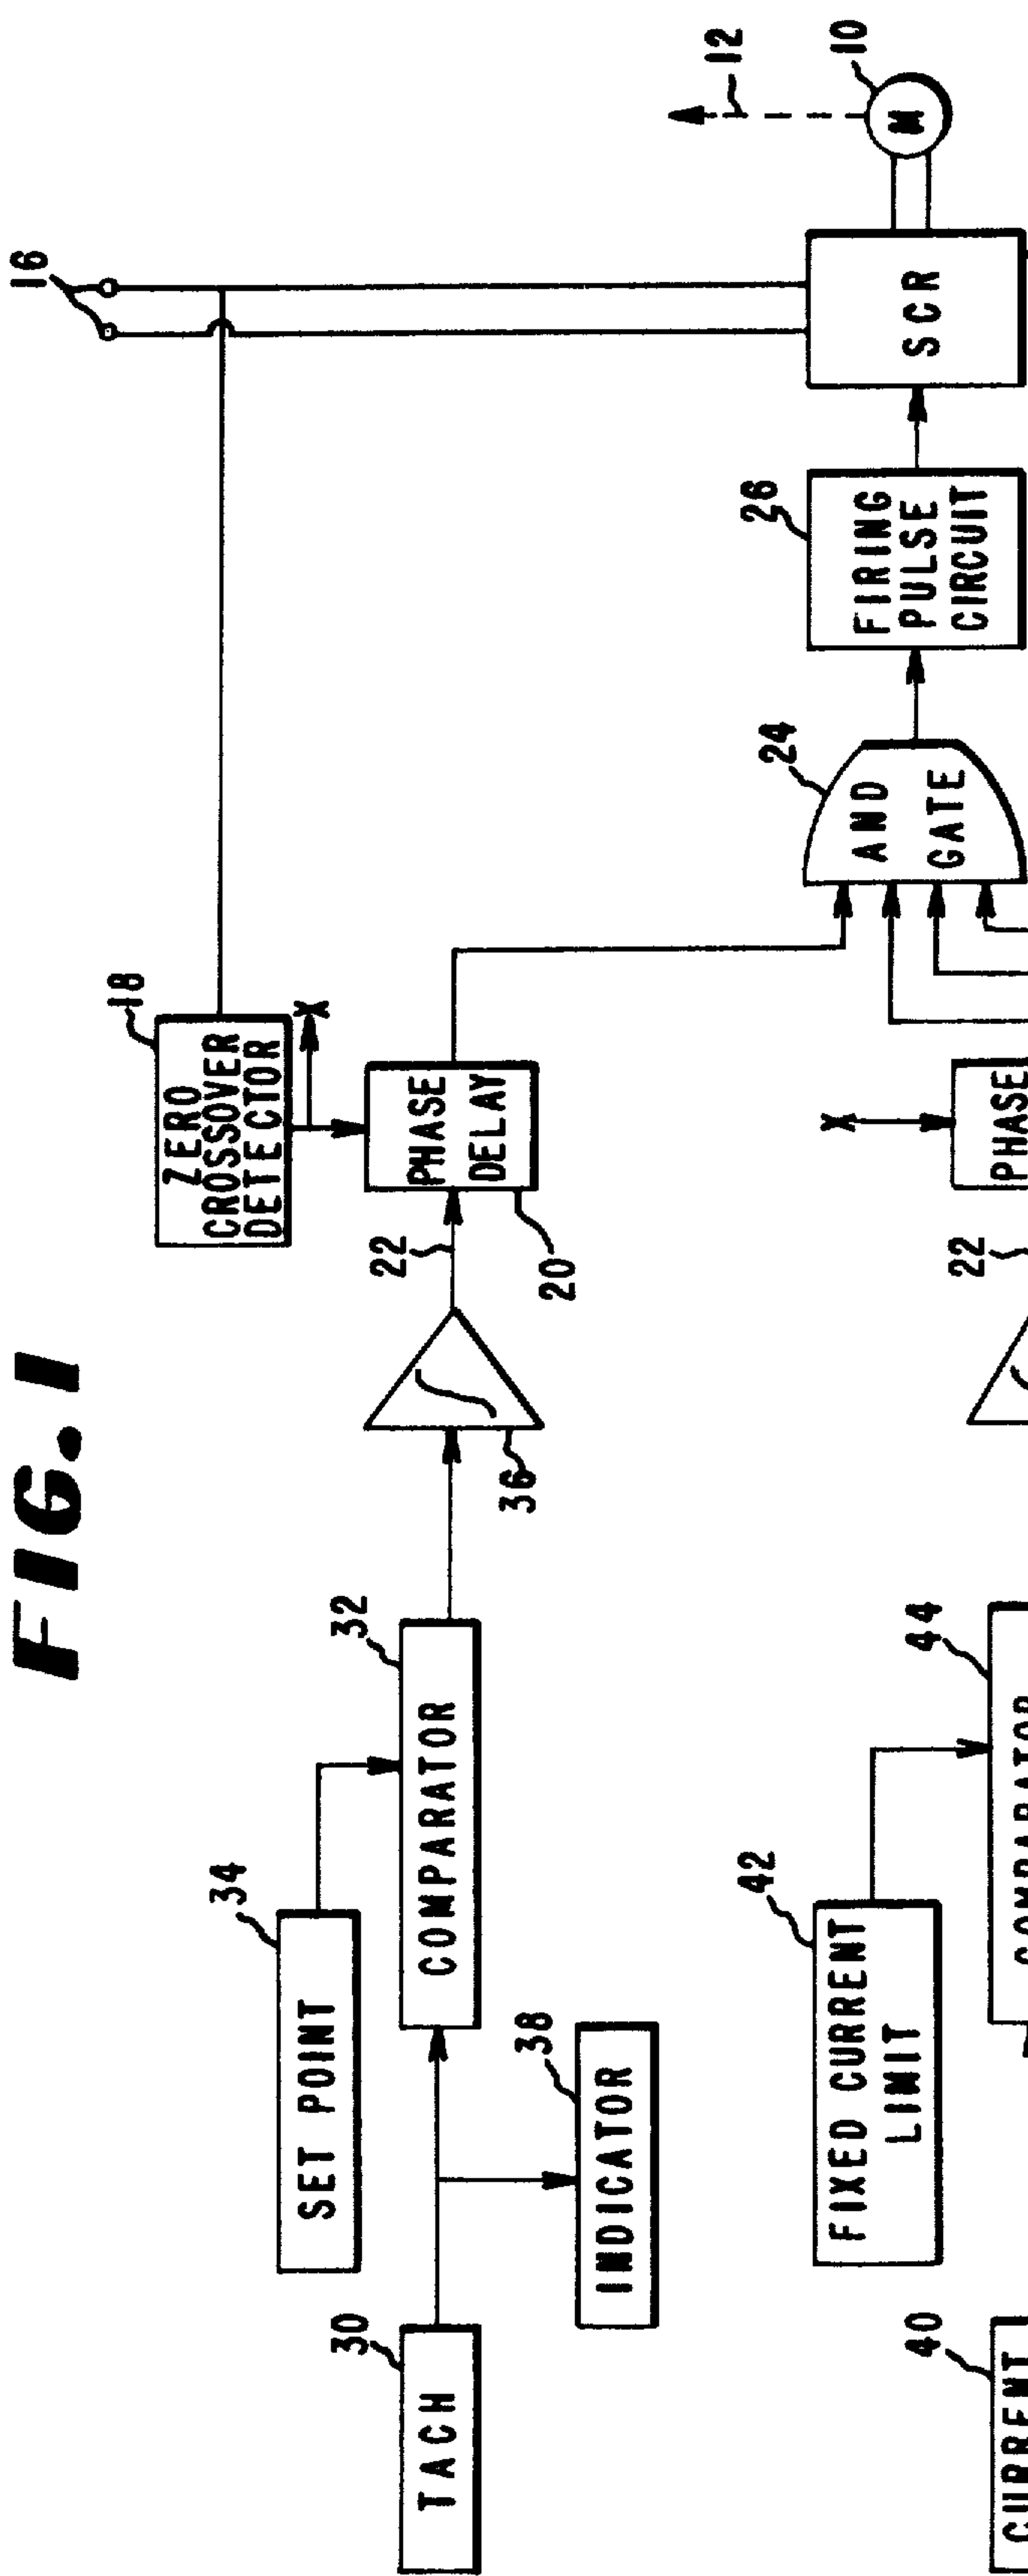 FIG. 1
16
12
10
M
SCR
18
ZERO
CROSSOVER
DETECTOR
X
26
FIRING
PULSE
CIRCUIT
24
AND
GATE
PHASE
DELAY
20
22
36
32
COMPARATOR
34
SET POINT
38
INDICATOR
30
TACH
X
PHASE
22
44
COMPARATOR
42
FIXED CURRENT
LIMIT
40
CURRENT